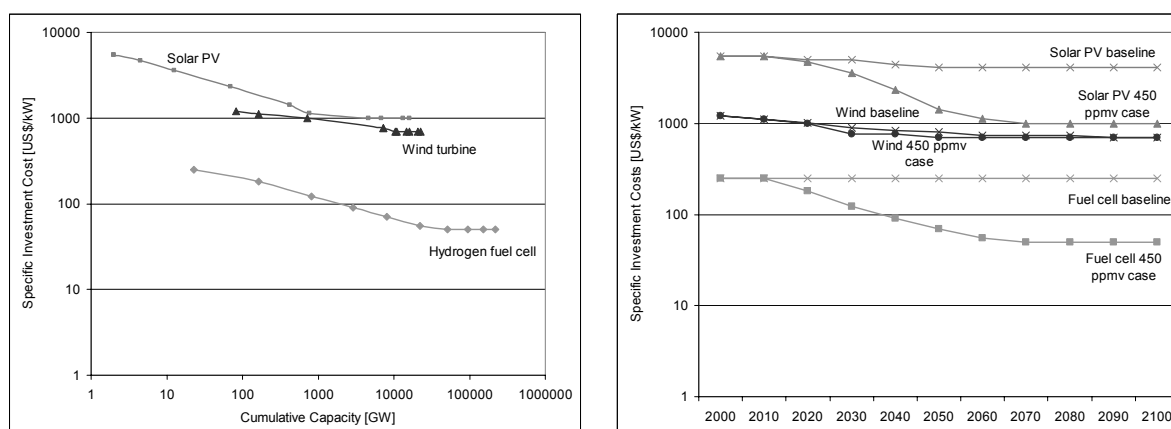 10000
1000
100
10
1
Specific Investment Cost [US$/kW]
Solar PV
Wind turbine
Hydrogen fuel cell
1 10 100 1000 10000 100000 1000000
Cumulative Capacity [GW]
10000
1000
100
10
1
Specific Investment Costs [US$/kW]
Solar PV baseline
Solar PV 450
ppmv case
Wind baseline
Wind 450 ppmv
case
Fuel cell baseline
Fuel cell 450
ppmv case
2000 2010 2020 2030 2040 2050 2060 2070 2080 2090 2100